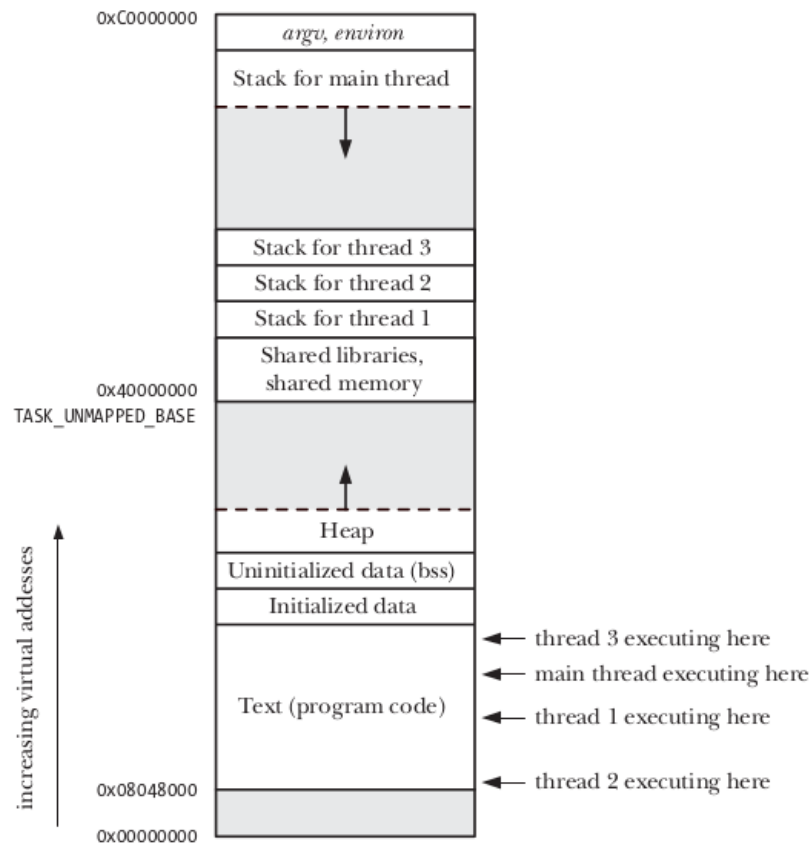 0xC0000000
argv, environ
Stack for main thread
Stack for thread 3
Stack for thread 2
Stack for thread 1
Shared libraries,
shared memory
0x40000000
TASK_UNMAPPED_BASE
Heap
Uninitialized data (bss)
Initialized data
Text (program code)
thread 3 executing here
main thread executing here
thread 1 executing here
thread 2 executing here
0x08048000
0x00000000
increasing virtual addesses